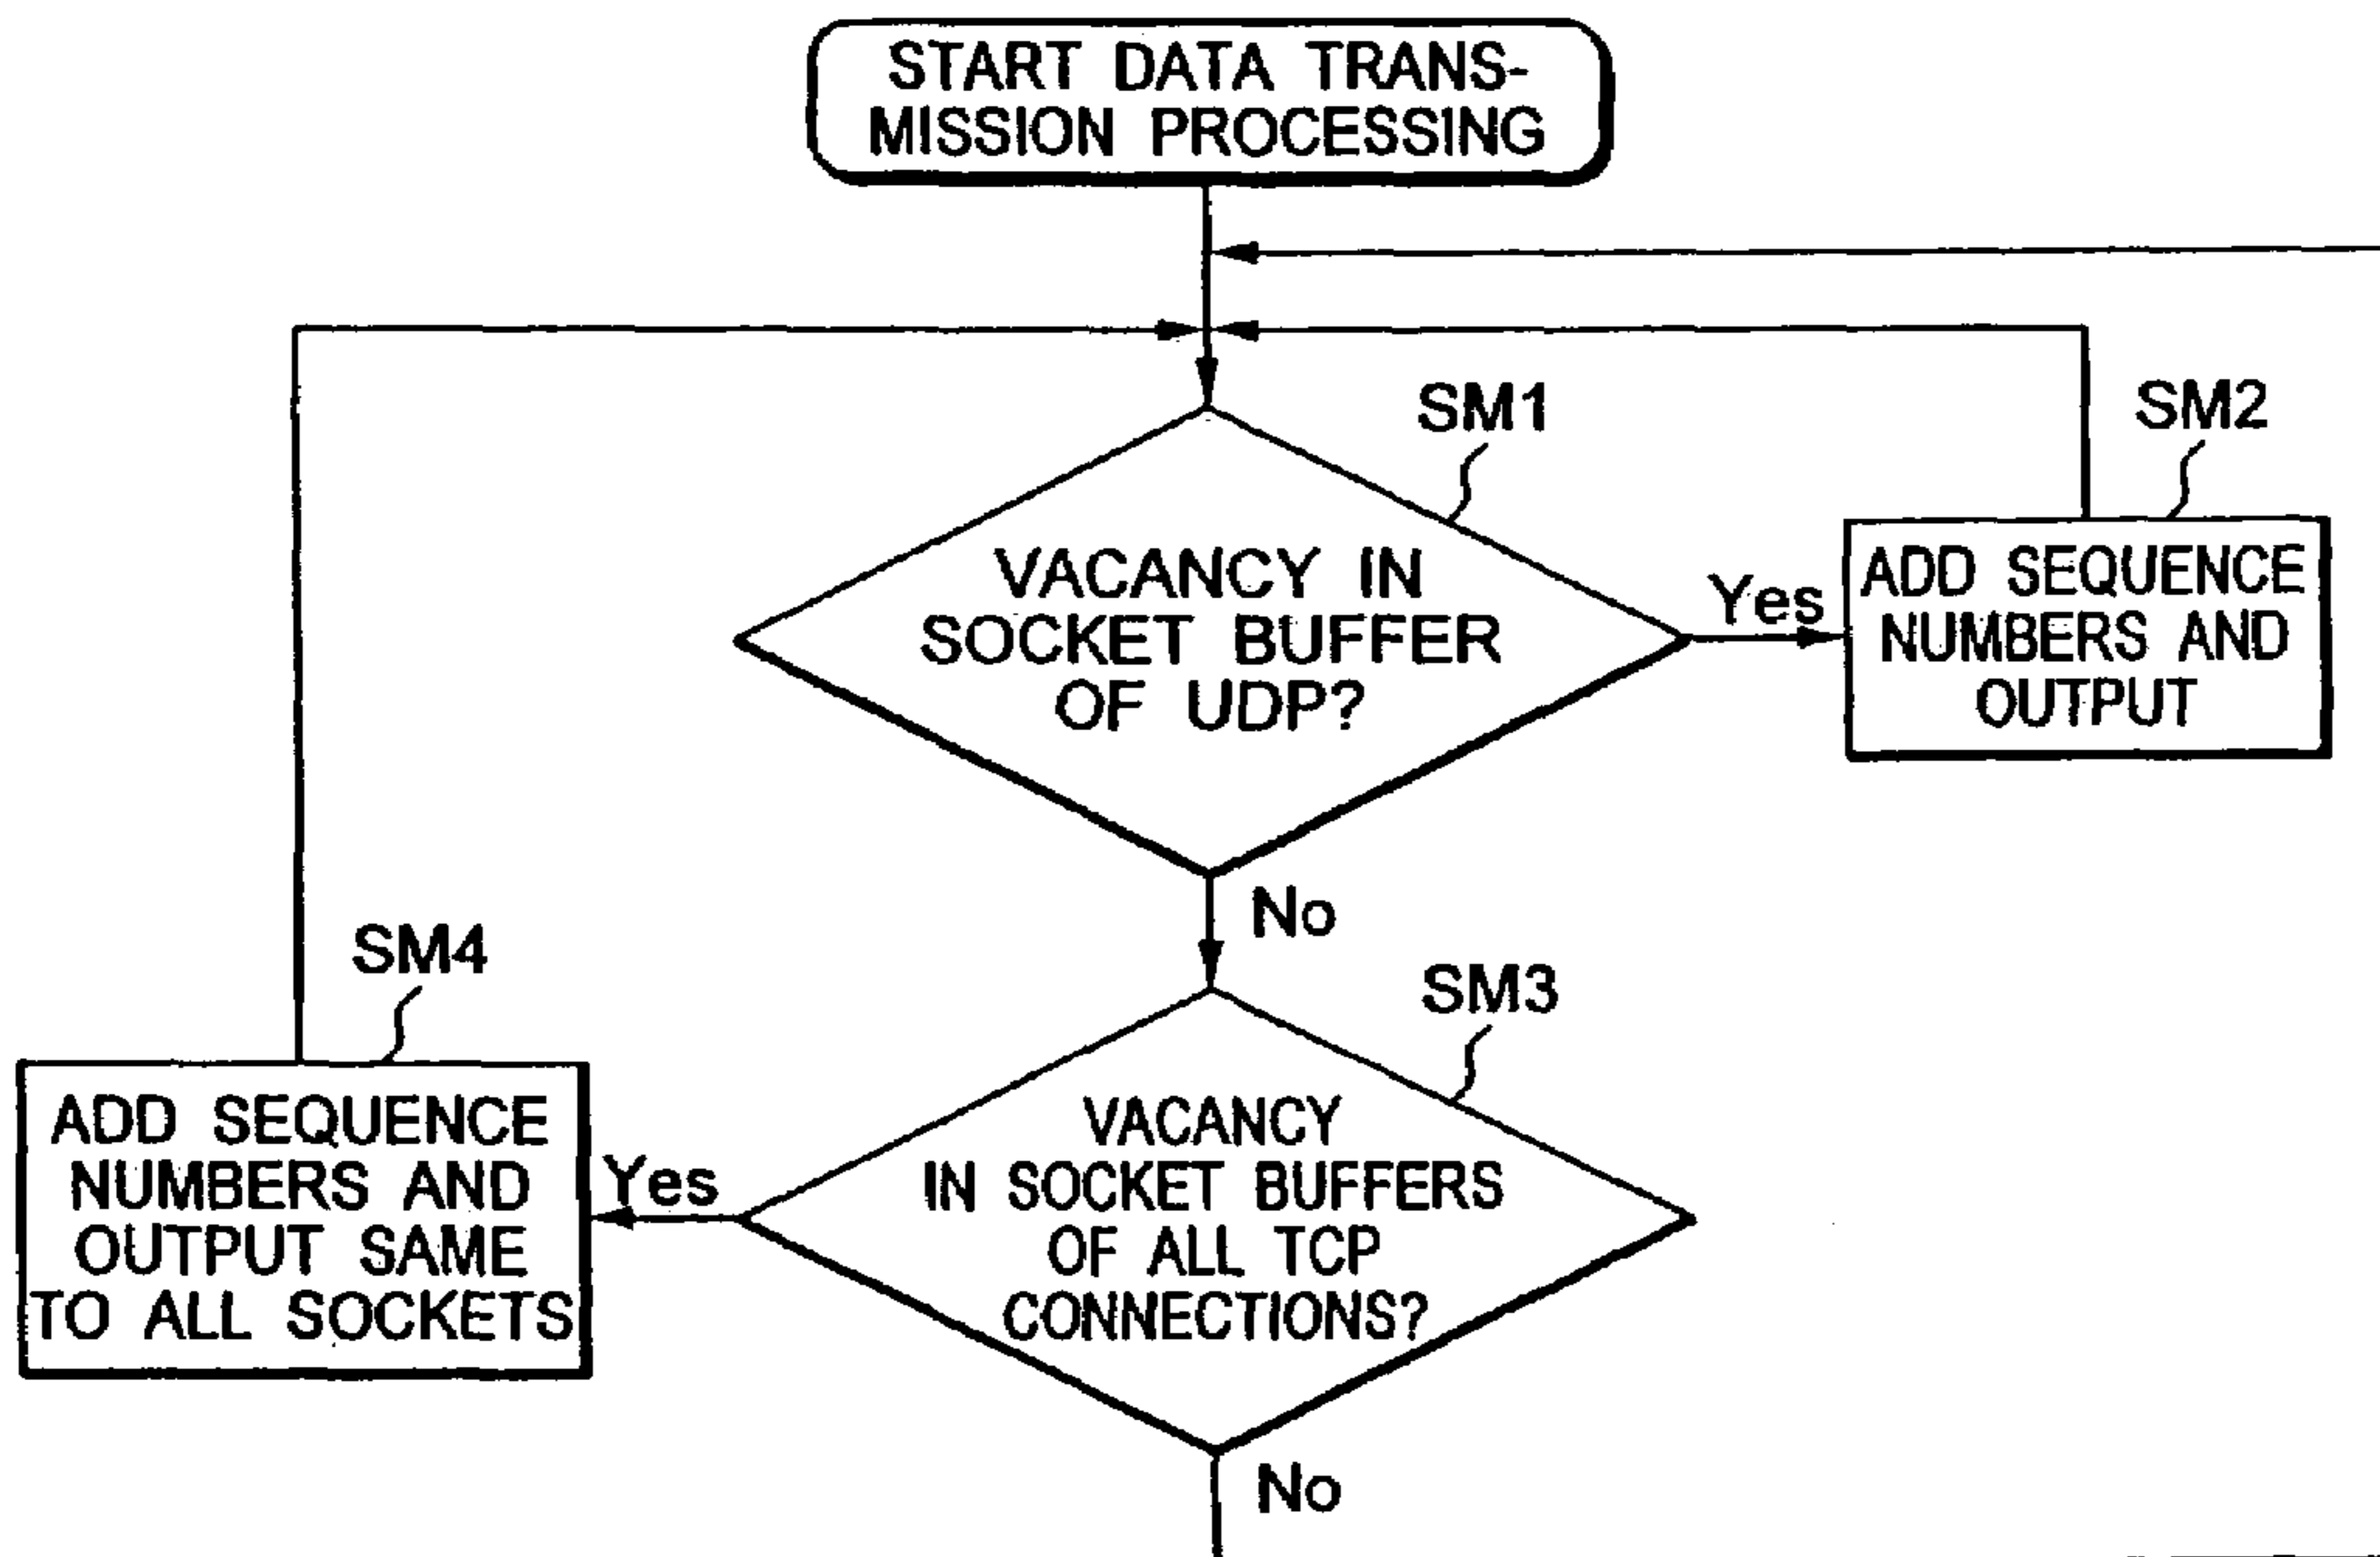 START DATA TRANS-
MISSION PROCESSING
SM1
SM2
VACANCY IN
SOCKET BUFFER
OF UDP?
Yes
ADD SEQUENCE
NUMBERS AND
OUTPUT
No
SM4
SM3
ADD SEQUENCE
NUMBERS AND
OUTPUT SAME
TO ALL SOCKETS
Yes
VACANCY
IN SOCKET BUFFERS
OF ALL TCP
CONNECTIONS?
No